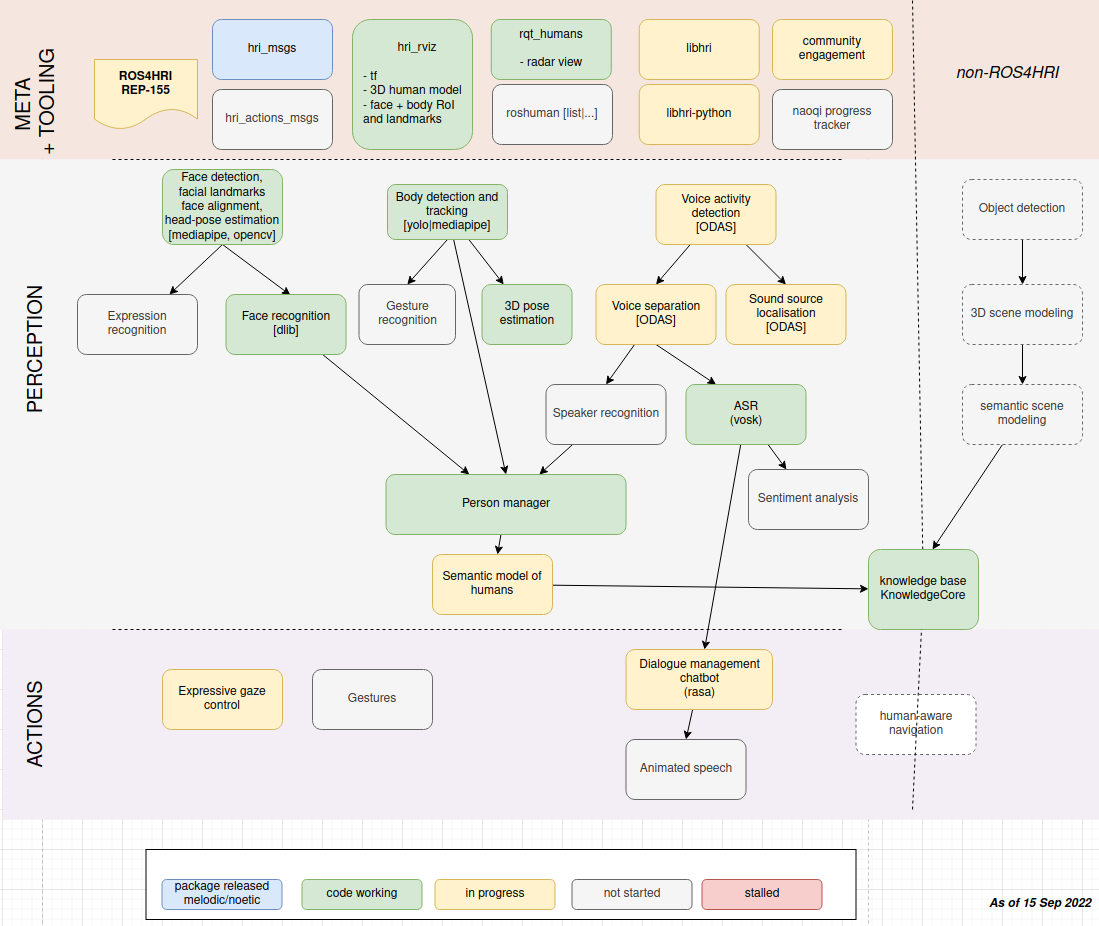 META
+ TOOLING
ROS4HRI
REP-155
hri_msgs
hri_actions_msgs
hri_rviz
- tf
- 3D human model
- face + body RoI
and landmarks
rqt_humans
- radar view
roshuman [list|...]
libhri
libhri-python
community
engagement
naoqi progress
tracker
non-ROS4HRI
PERCEPTION
Face detection,
facial landmarks
face alignment,
head-pose estimation
[mediapipe, opencv]
Body detection and
tracking
[yolo|mediapipe]
Voice activity
detection
[ODAS]
Object detection
Expression
recognition
Face recognition
[dlib]
Gesture
recognition
3D pose
estimation
Voice separation
[ODAS]
Sound source
localisation
[ODAS]
3D scene modeling
Speaker recognition
ASR
(vosk)
semantic scene
modeling
Person manager
Sentiment analysis
Semantic model of
humans
knowledge base
KnowledgeCore
ACTIONS
Expressive gaze
control
Gestures
Dialogue management
chatbot
(rasa)
human-aware
navigation
Animated speech
package released
melodic/noetic
code working
in progress
not started
stalled
As of 15 Sep 2022